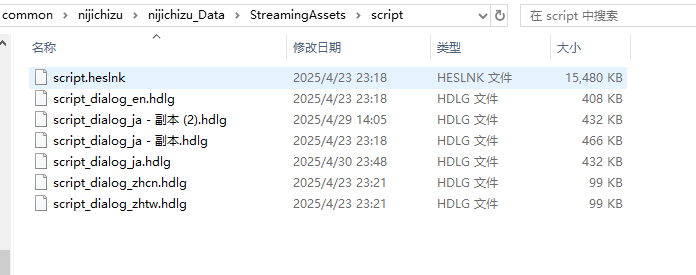 common › nijichizu › nijichizu_Data › StreamingAssets › script 在 script 中搜索
名称 修改日期 类型 大小
script.heslnk 2025/4/23 23:18 HESLNK 文件 15,480 KB
script_dialog_en.hdlg 2025/4/23 23:18 HDLG 文件 408 KB
script_dialog_ja - 副本 (2).hdlg 2025/4/29 14:05 HDLG 文件 432 KB
script_dialog_ja - 副本.hdlg 2025/4/23 23:18 HDLG 文件 466 KB
script_dialog_ja.hdlg 2025/4/30 23:48 HDLG 文件 432 KB
script_dialog_zhcn.hdlg 2025/4/23 23:21 HDLG 文件 99 KB
script_dialog_zhtw.hdlg 2025/4/23 23:21 HDLG 文件 99 KB